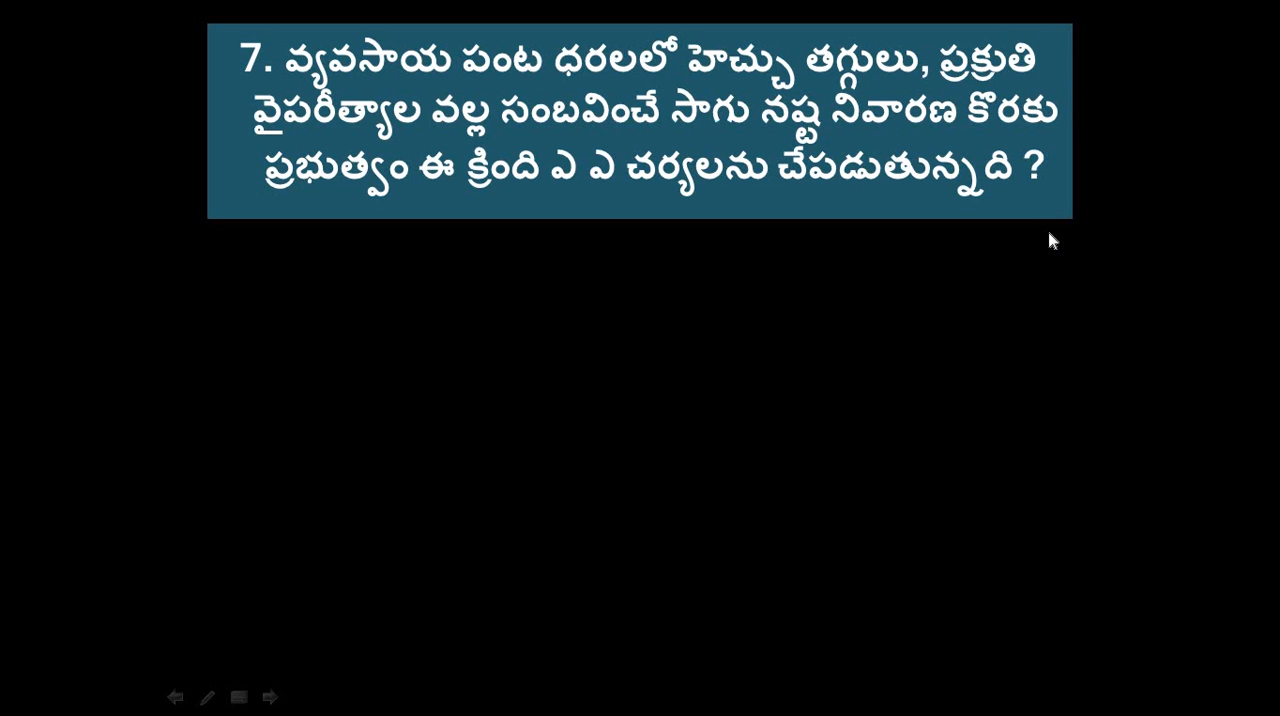 7. వ్యవసాయ పంట ధరలలో హెచ్చు తగ్గులు, ప్రక్రుతి
వైపరీత్యాల వల్ల సంబవించే సాగు నష్ట నివారణ కొరకు
ప్రభుత్వం ఈ క్రింది ఎ ఎ చర్యలను చేపడుతున్నది ?